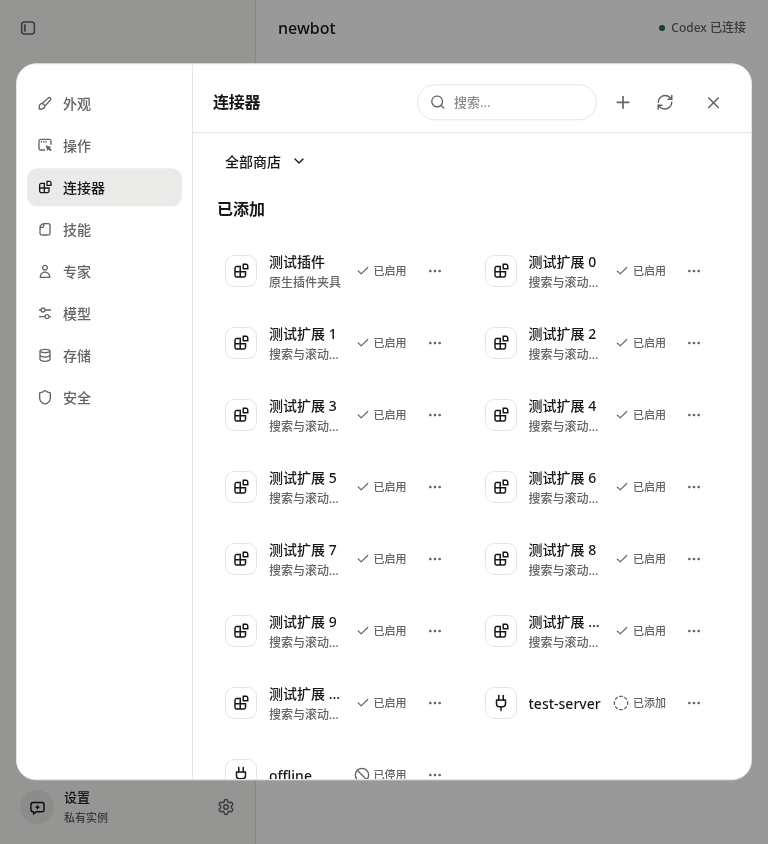 newbot
Codex 已连接
外观
操作
连接器
技能
专家
模型
存储
安全
连接器
搜索...
全部商店
已添加
测试插件
原生插件夹具
已启用
测试扩展 0
搜索与滚动...
已启用
测试扩展 1
搜索与滚动...
已启用
测试扩展 2
搜索与滚动...
已启用
测试扩展 3
搜索与滚动...
已启用
测试扩展 4
搜索与滚动...
已启用
测试扩展 5
搜索与滚动...
已启用
测试扩展 6
搜索与滚动...
已启用
测试扩展 7
搜索与滚动...
已启用
测试扩展 8
搜索与滚动...
已启用
测试扩展 9
搜索与滚动...
已启用
测试扩展 ...
搜索与滚动...
已启用
测试扩展 ...
搜索与滚动...
已启用
test-server
已添加
offline
已停用
设置
私有实例